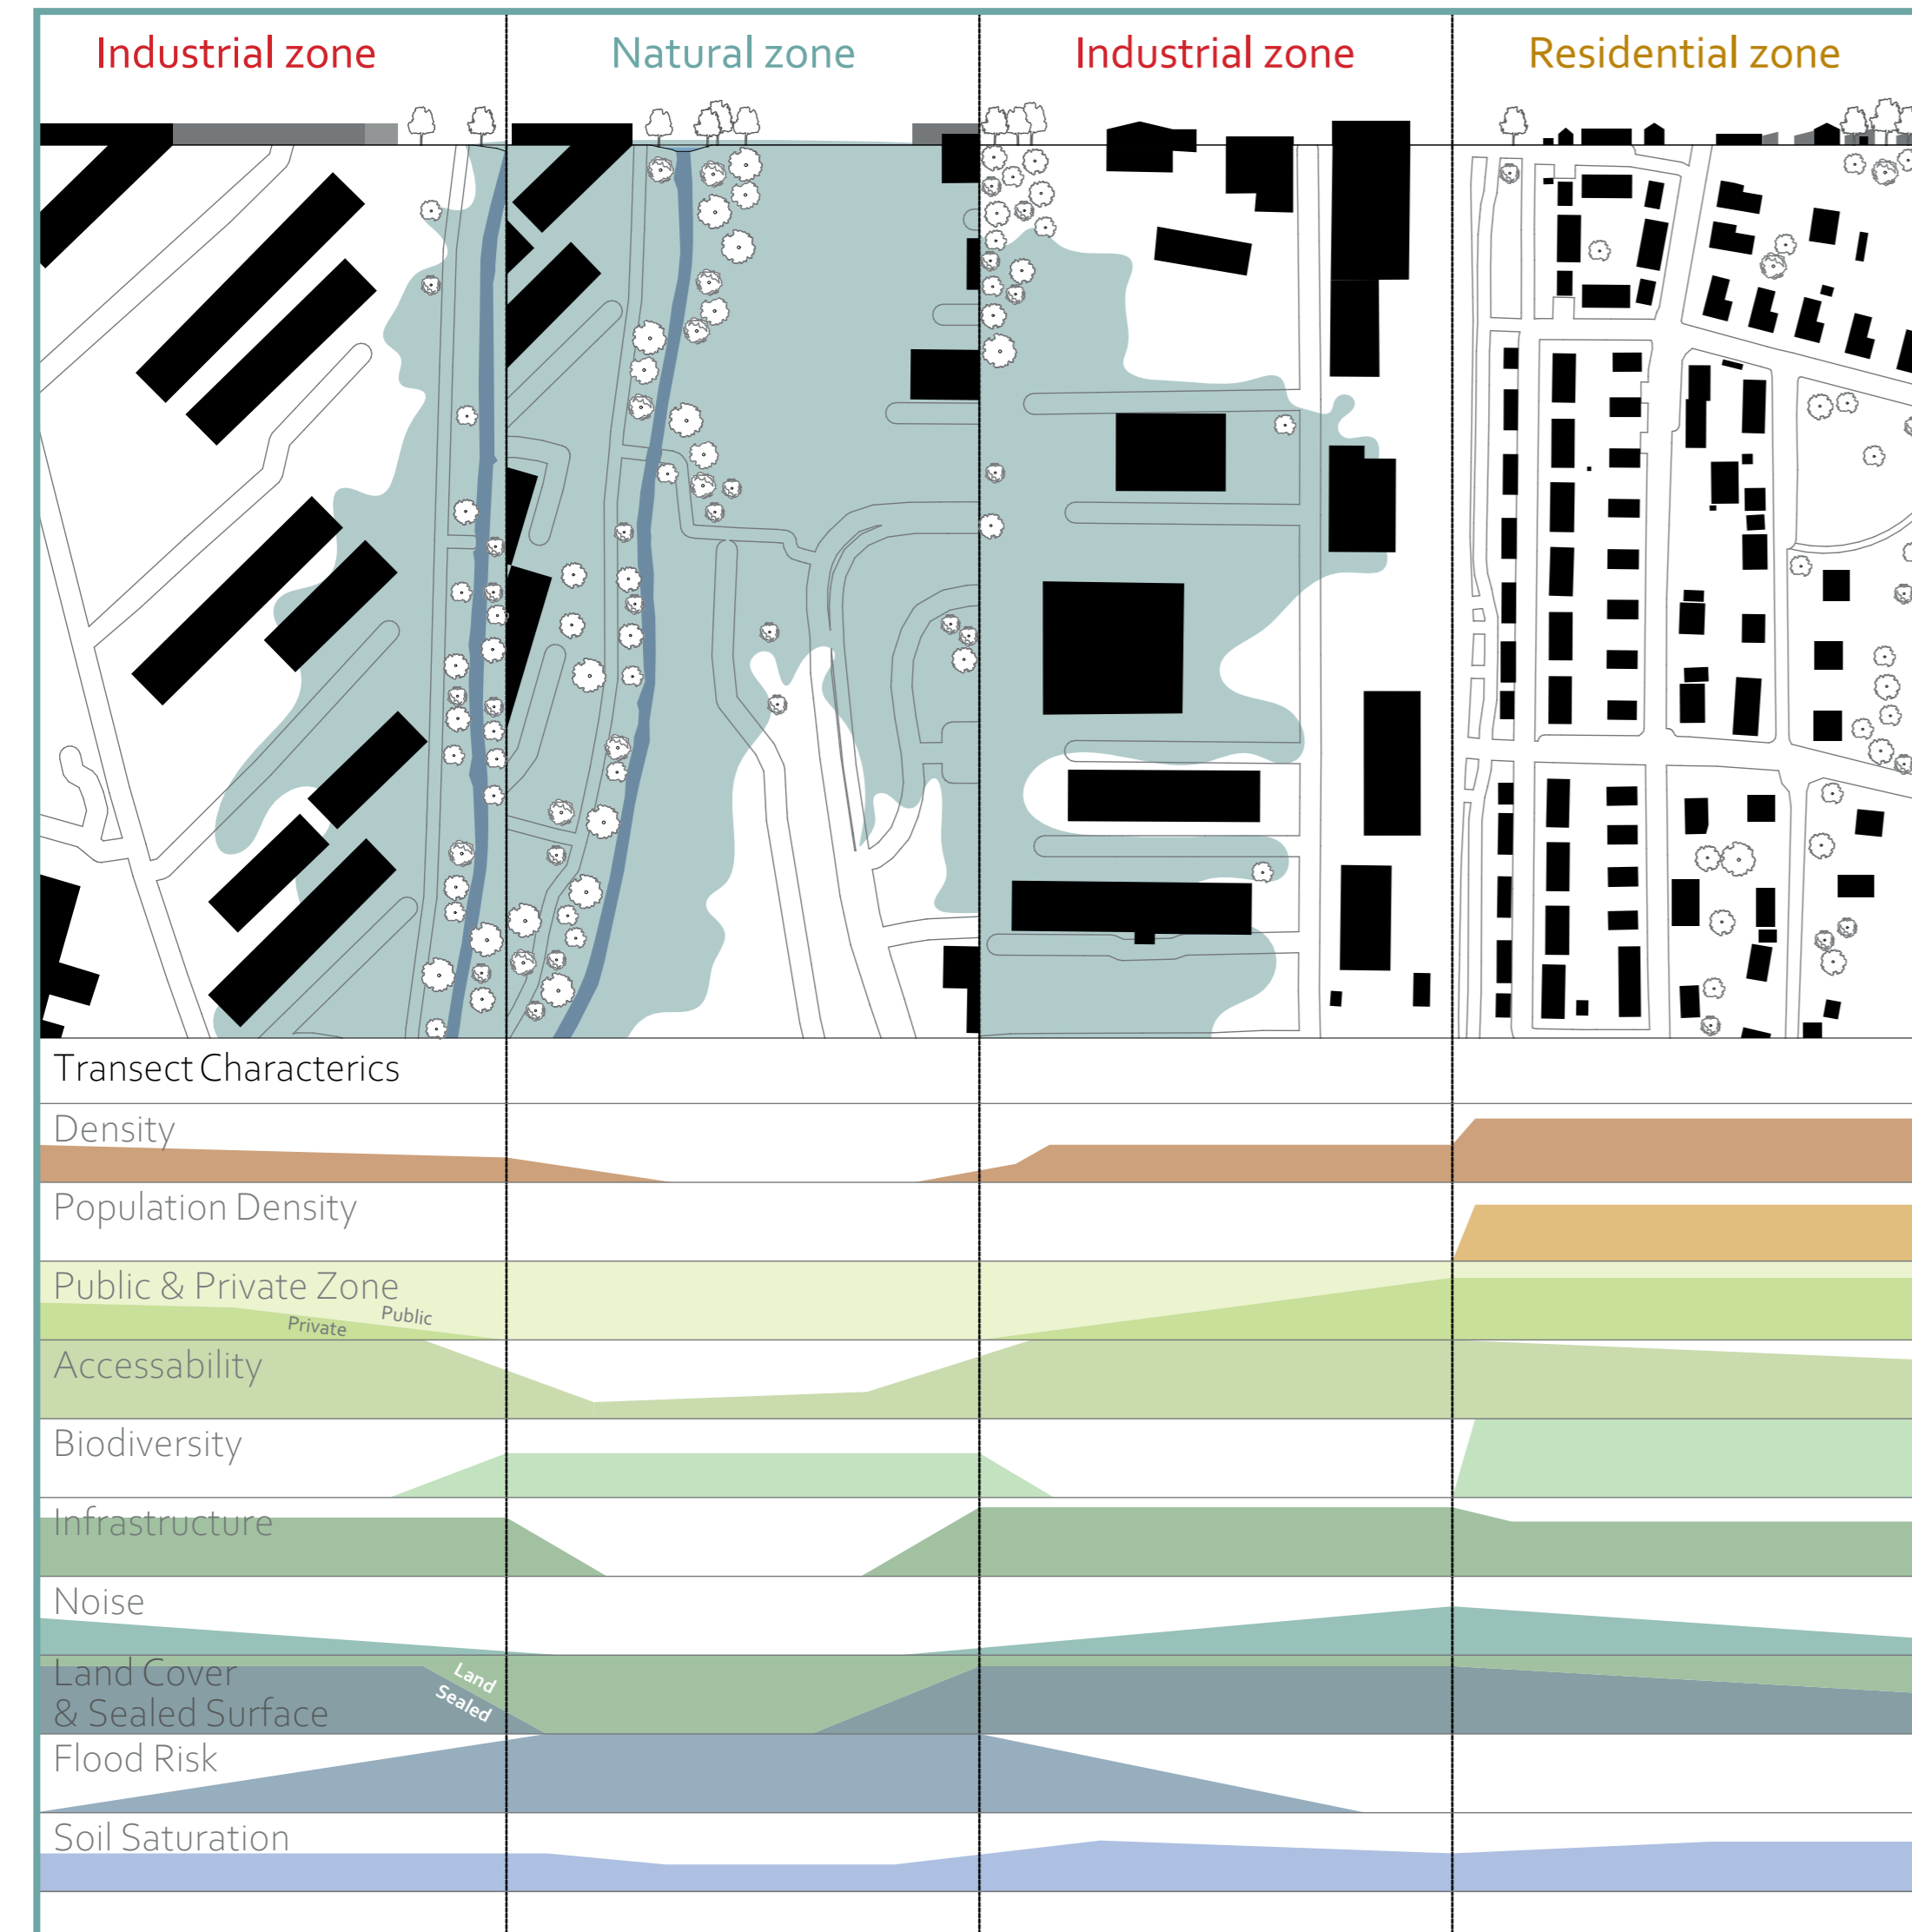 Industrial zone
Natural zone
Industrial zone
Residential zone
Transect Characterics
Density
Population Density
Public & Private Zone
Public
Private
Accessability
Biodiversity
Infrastructure
Noise
Land Cover
& Sealed Surface
Land
Sealed
Flood Risk
Soil Saturation